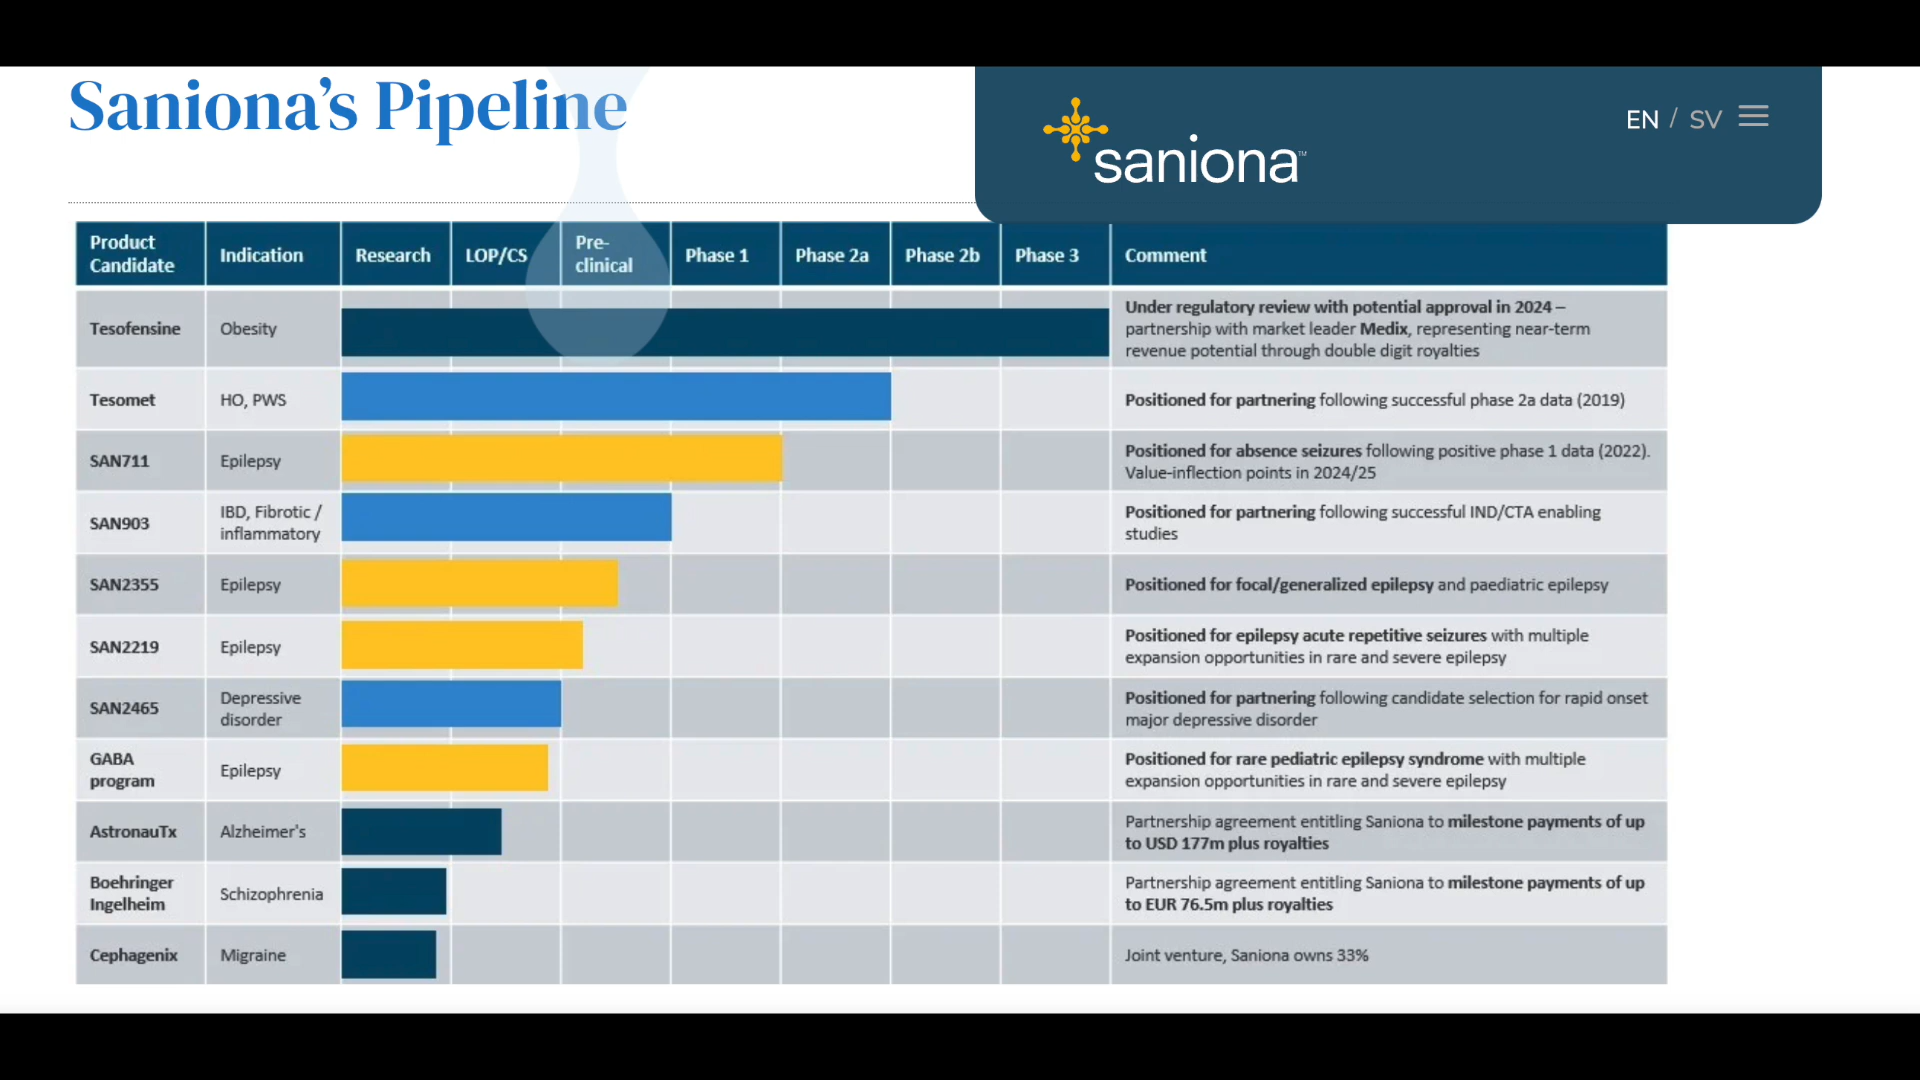 Saniona's Pipeline
saniona™
EN / SV
Product
Candidate
Indication
Research
LOP/CS
Pre-
clinical
Phase 1
Phase 2a
Phase 2b
Phase 3
Comment
Tesofensine
Obesity
Under regulatory review with potential approval in 2024 –
partnership with market leader Medix, representing near-term
revenue potential through double digit royalties
Tesomet
HO, PWS
Positioned for partnering following successful phase 2a data (2019)
SAN711
Epilepsy
Positioned for absence seizures following positive phase 1 data (2022).
Value-inflection points in 2024/25
SAN903
IBD, Fibrotic /
inflammatory
Positioned for partnering following successful IND/CTA enabling
studies
SAN2355
Epilepsy
Positioned for focal/generalized epilepsy and paediatric epilepsy
SAN2219
Epilepsy
Positioned for epilepsy acute repetitive seizures with multiple
expansion opportunities in rare and severe epilepsy
SAN2465
Depressive
disorder
Positioned for partnering following candidate selection for rapid onset
major depressive disorder
GABA
program
Epilepsy
Positioned for rare pediatric epilepsy syndrome with multiple
expansion opportunities in rare and severe epilepsy
AstronauTx
Alzheimer's
Partnership agreement entitling Saniona to milestone payments of up
to USD 177m plus royalties
Boehringer
Ingelheim
Schizophrenia
Partnership agreement entitling Saniona to milestone payments of up
to EUR 76.5m plus royalties
Cephagenix
Migraine
Joint venture, Saniona owns 33%